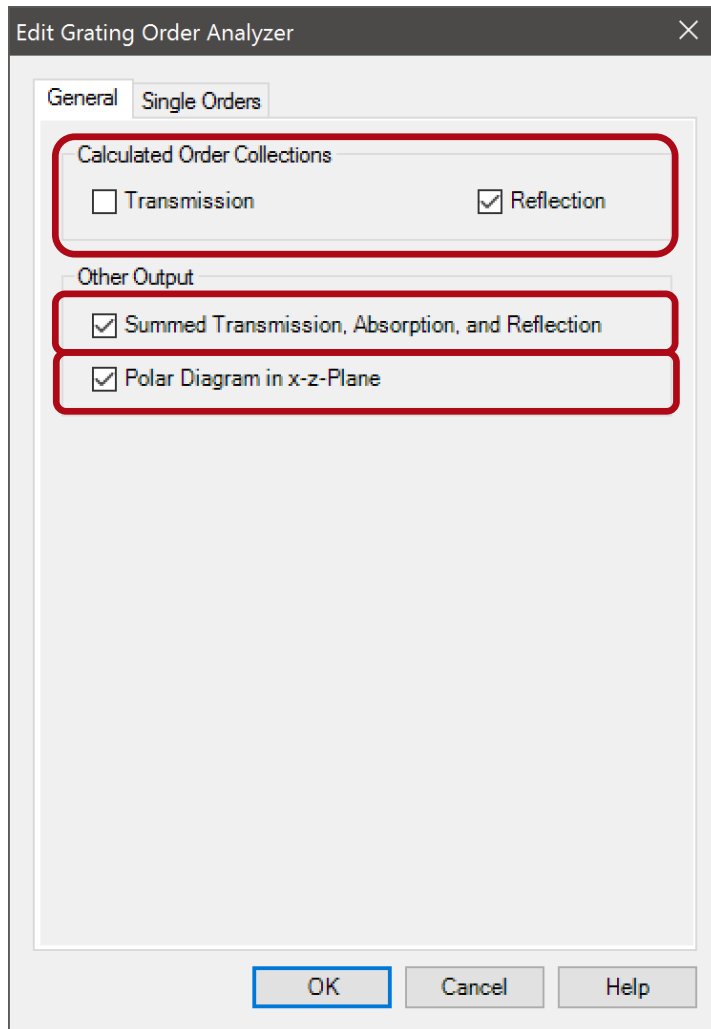 Edit Grating Order Analyzer
General Single Orders
Calculated Order Collections
Transmission Reflection
Other Output
Summed Transmission, Absorption, and Reflection
Polar Diagram in x-z-Plane
OK Cancel Help